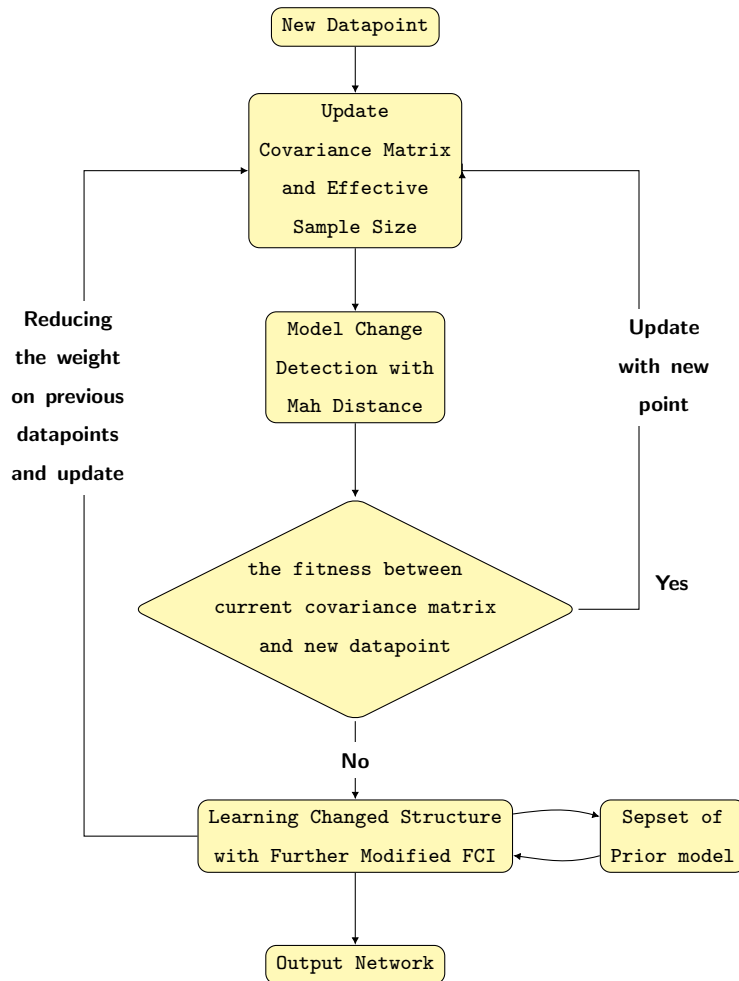 New Datapoint
Update
Covariance Matrix
and Effective
Sample Size
Reducing
the weight
on previous
datapoints
and update
Model Change
Detection with
Mah Distance
Update
with new
point
the fitness between
current covariance matrix
and new datapoint
Yes
No
Learning Changed Structure
with Further Modified FCI
Sepset of
Prior model
Output Network